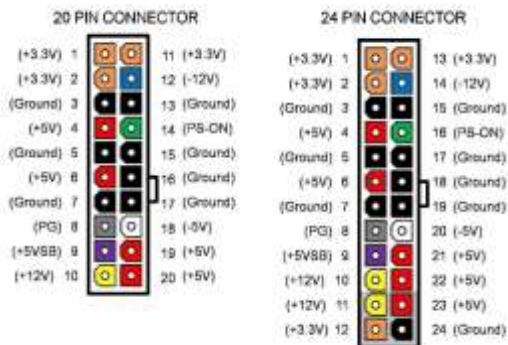 20 PIN CONNECTOR
(+3.3V) 1 11 (+3.3V)
(+3.3V) 2 12 (-12V)
(Ground) 3 13 (Ground)
(+5V) 4 14 (PS-ON)
(Ground) 5 15 (Ground)
(+5V) 6 16 (Ground)
(Ground) 7 17 (Ground)
(PG) 8 18 (-5V)
(+5VSB) 9 19 (+5V)
(+12V) 10 20 (+5V)
24 PIN CONNECTOR
(+3.3V) 1 13 (+3.3V)
(+3.3V) 2 14 (-12V)
(Ground) 3 15 (Ground)
(+5V) 4 16 (PS-ON)
(Ground) 5 17 (Ground)
(+5V) 6 18 (Ground)
(Ground) 7 19 (Ground)
(PG) 8 20 (-5V)
(+5VSB) 9 21 (+5V)
(+12V) 10 22 (+5V)
(+12V) 11 23 (+5V)
(+3.3V) 12 24 (Ground)